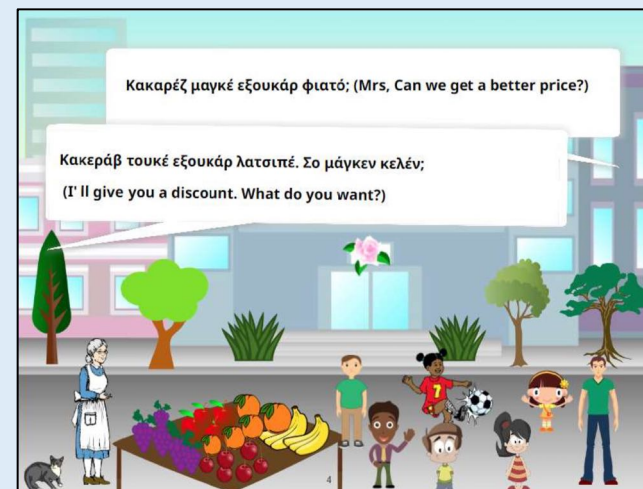 Κακαρέζ μαγκέ εξουκάρ φιατό; (Mrs, Can we get a better price?)
Κακεράβ τουκέ εξουκάρ λατσιπέ. Σο μάγκεν κελέν;
(I' ll give you a discount. What do you want?)
7
4